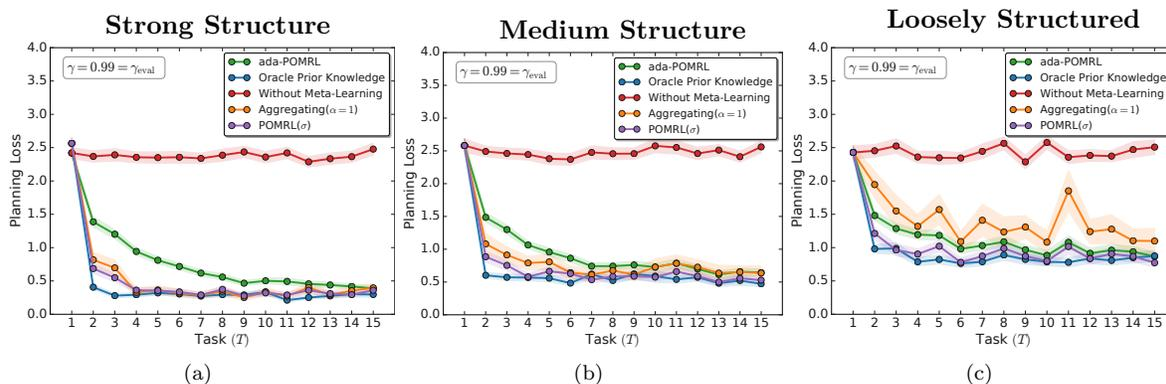 Strong Structure
4.0
3.5
3.0
2.5
2.0
1.5
1.0
0.5
0.0
Planning Loss
γ = 0.99 = γeval
ada-POMRL
Oracle Prior Knowledge
Without Meta-Learning
Aggregating(α=1)
POMRL(σ)
1 2 3 4 5 6 7 8 9 10 11 12 13 14 15
Task (T)
(a)
Medium Structure
4.0
3.5
3.0
2.5
2.0
1.5
1.0
0.5
0.0
Planning Loss
γ = 0.99 = γeval
ada-POMRL
Oracle Prior Knowledge
Without Meta-Learning
Aggregating(α=1)
POMRL(σ)
1 2 3 4 5 6 7 8 9 10 11 12 13 14 15
Task (T)
(b)
Loosely Structured
4.0
3.5
3.0
2.5
2.0
1.5
1.0
0.5
0.0
Planning Loss
γ = 0.99 = γeval
ada-POMRL
Oracle Prior Knowledge
Without Meta-Learning
Aggregating(α=1)
POMRL(σ)
1 2 3 4 5 6 7 8 9 10 11 12 13 14 15
Task (T)
(c)